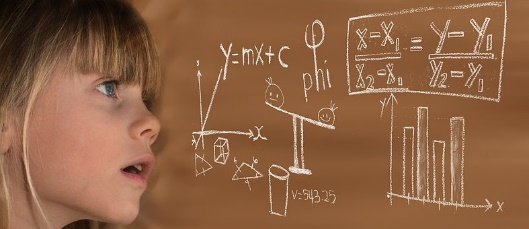 y=mx+c
φ
phi
x-x₁ / x₂-x₁ = y-y₁ / y₂-y₁
x
y
x
V=543.25